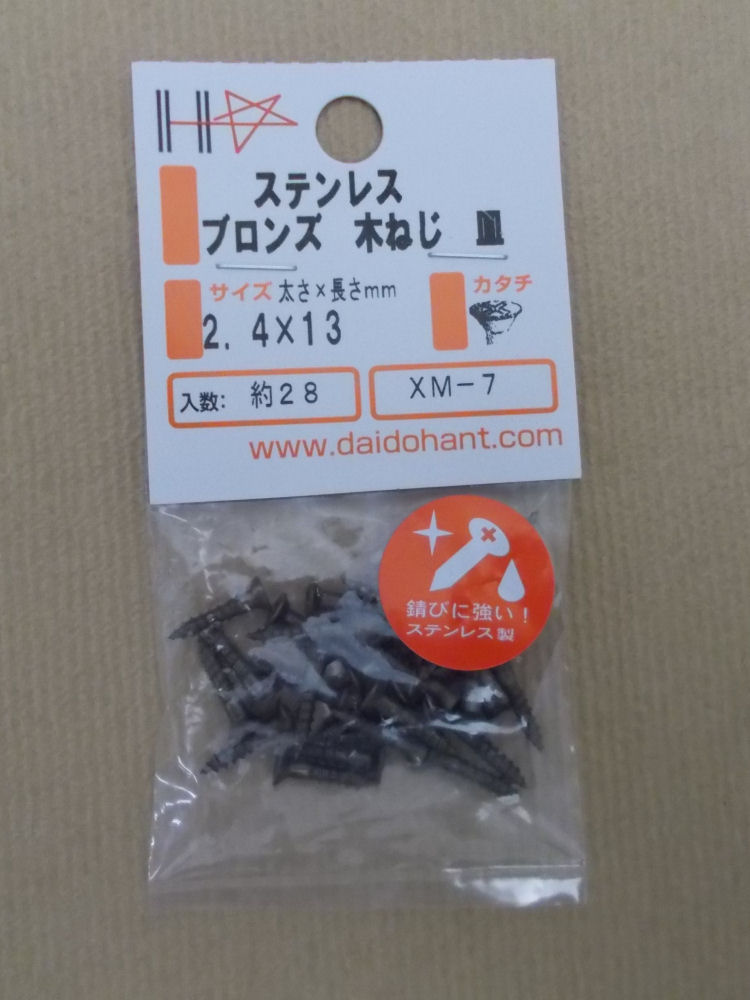 ステンレス
ブロンズ 木ねじ 皿
サイズ 太さ×長さmm
カタチ
2.4×13
入数: 約28
XM-7
www.daidohant.com
錆びに強い!
ステンレス製